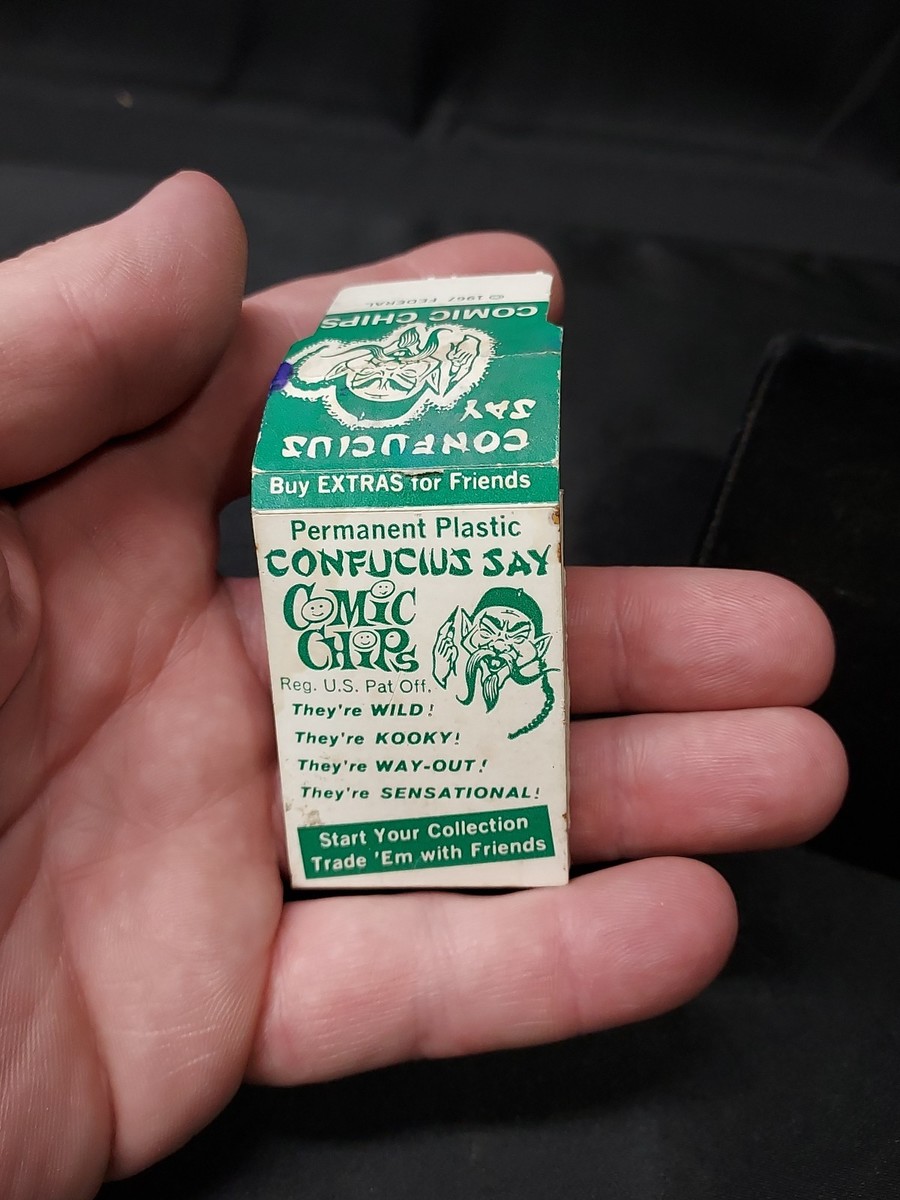 © 1967 FEDERAL
COMIC CHIPS
CONFUCIUS
SAY
Buy EXTRAS for Friends
Permanent Plastic
CONFUCIUS SAY
COMiC
CHiPs
Reg. U.S. Pat Off.
They're WILD!
They're KOOKY!
They're WAY-OUT!
They're SENSATIONAL!
Start Your Collection
Trade 'Em with Friends